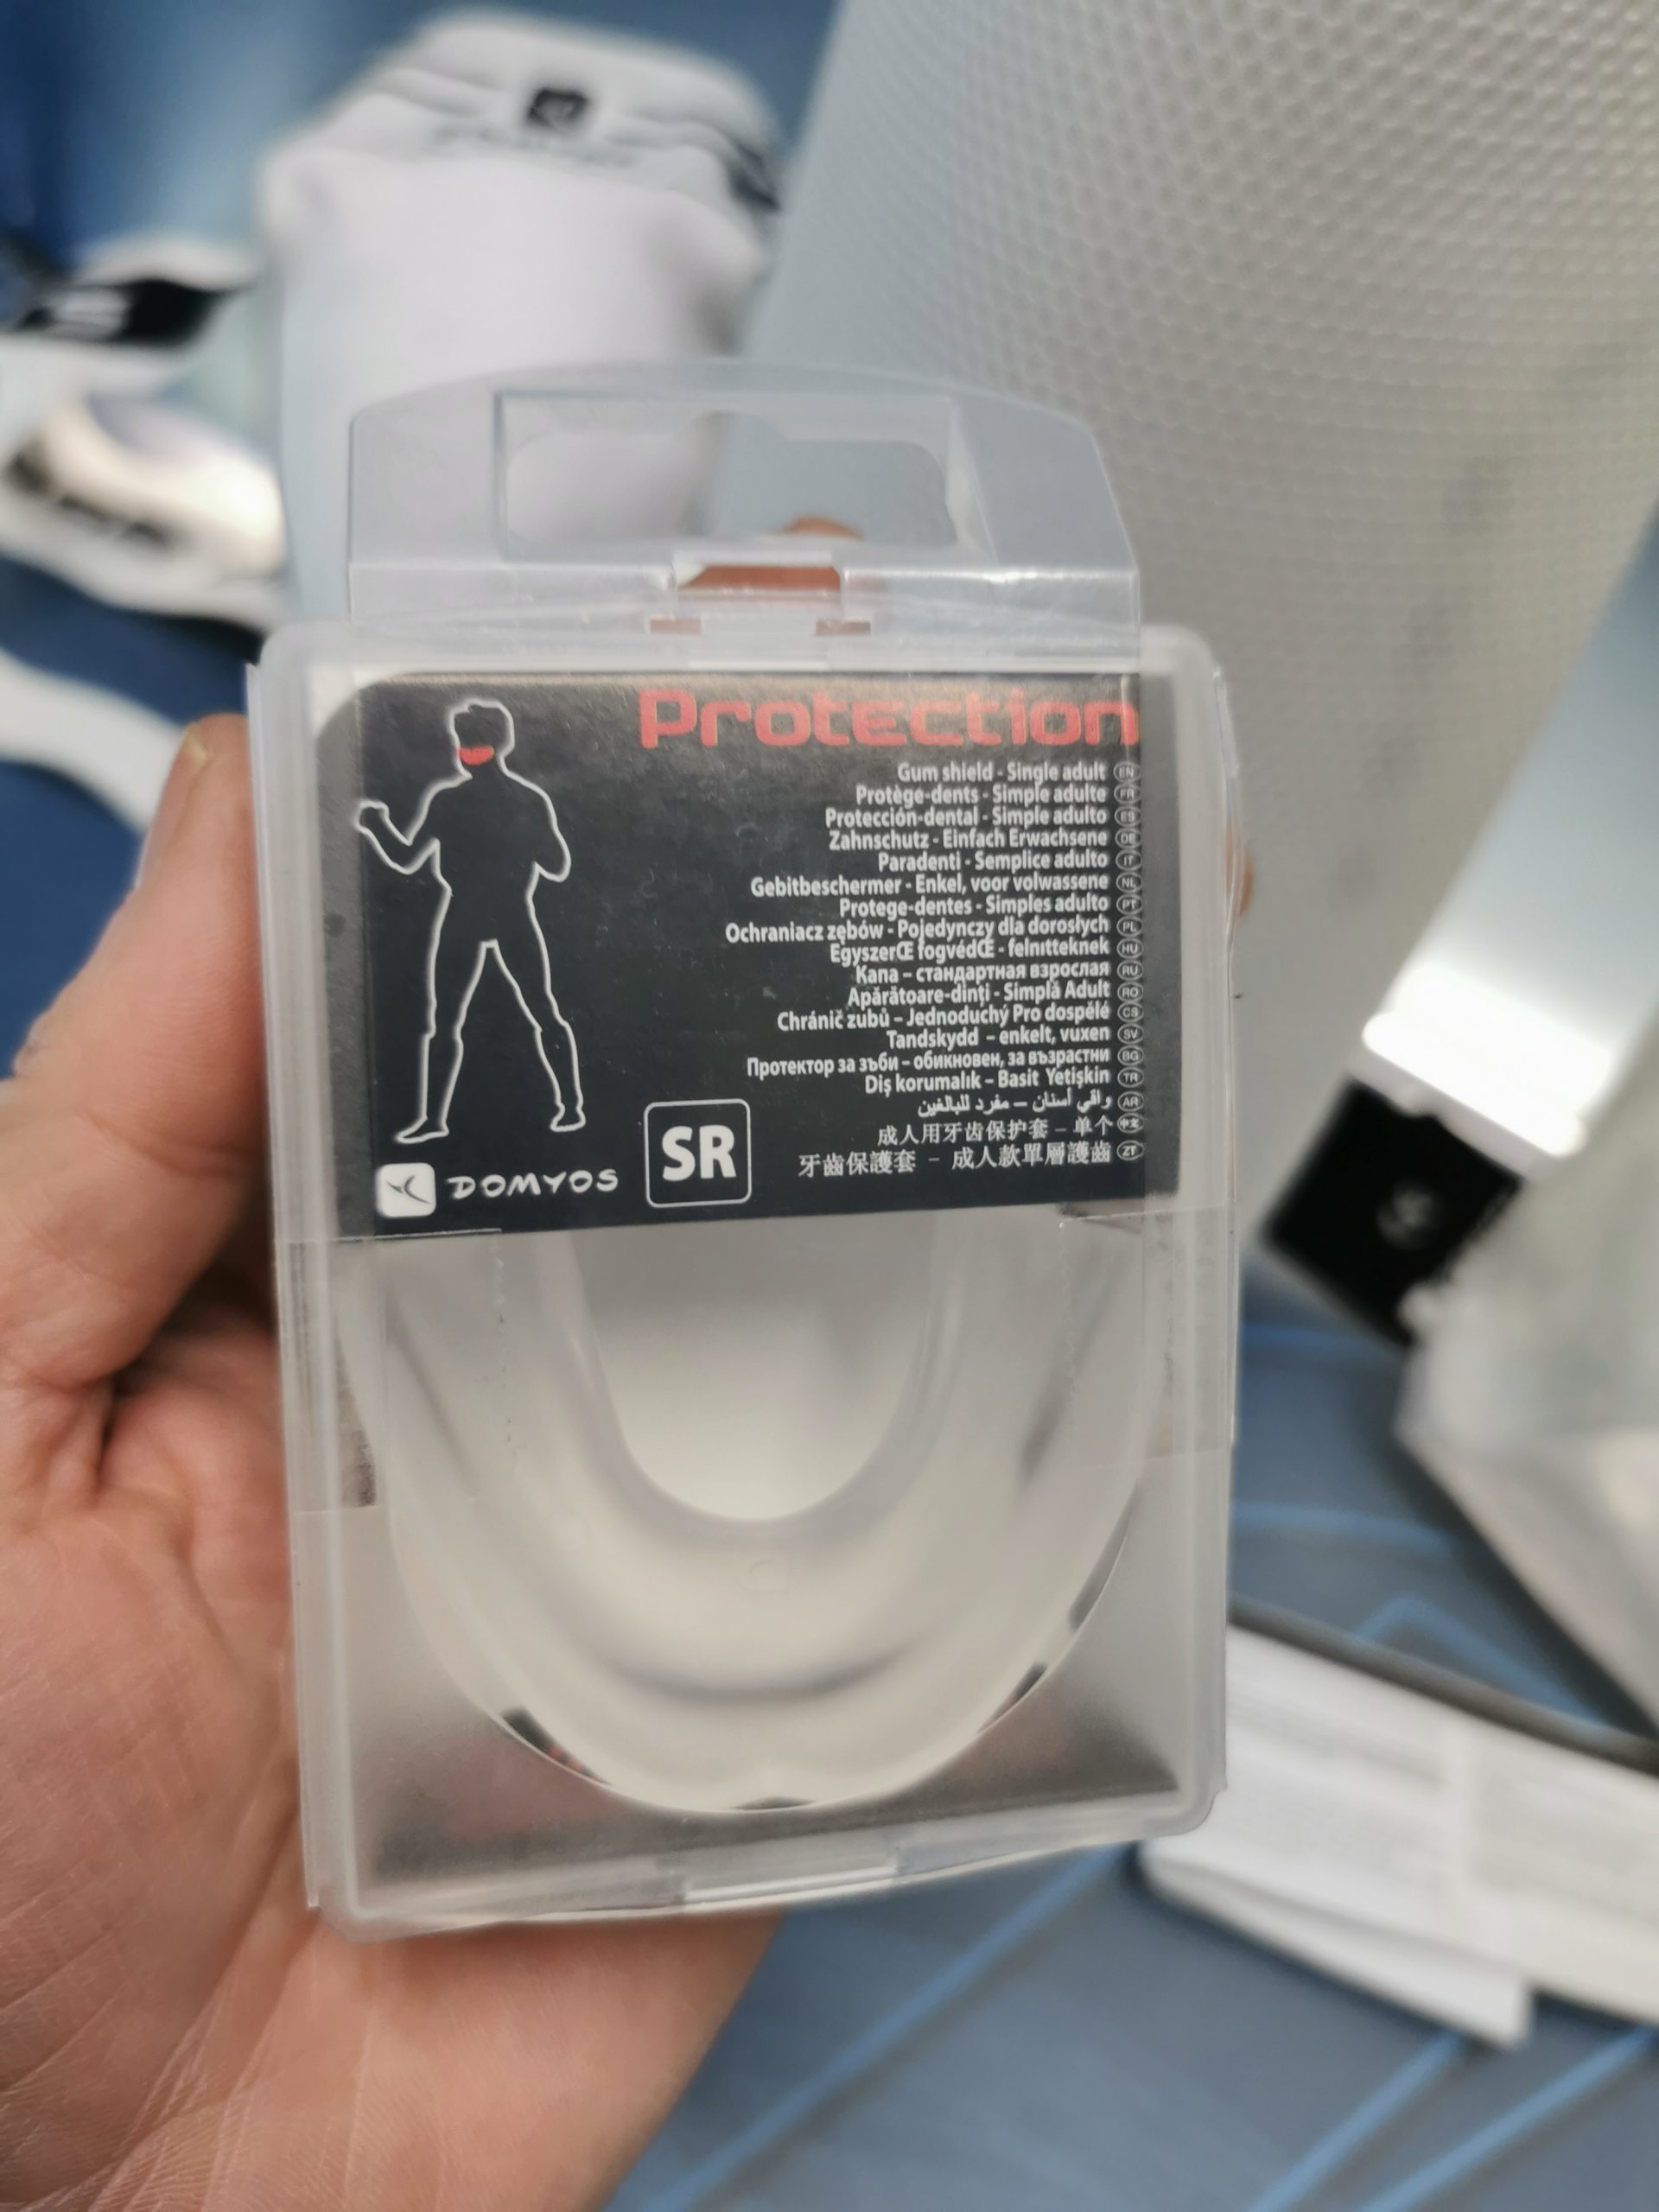 Protection
Gum shield - Single adult EN
Protège-dents - Simple adulte FR
Protección-dental - Simple adulto ES
Zahnschutz - Einfach Erwachsene DE
Paradenti - Semplice adulto IT
Gebitbeschermer - Enkel, voor volwassene NL
Protege-dentes - Simples adulto PT
Ochraniacz zębów - Pojedynczy dla dorosłych PL
EgyszerŒ fogvédŒ - felnıtteknek HU
Капа – стандартная взрослая RU
Apărătoare-dinţi - Simplă Adult RO
Chránič zubů – Jednoduchý Pro dospělé CS
Tandskydd – enkelt, vuxen SV
Протектор за зъби – обикновен, за възрастни BG
Diş korumalık – Basit Yetişkin TR
واقي أسنان – مفرد للبالغين AR
成人用牙齿保护套 – 单个 中文
牙齒保護套 – 成人款單層護齒 ZT
DOMYOS
SR